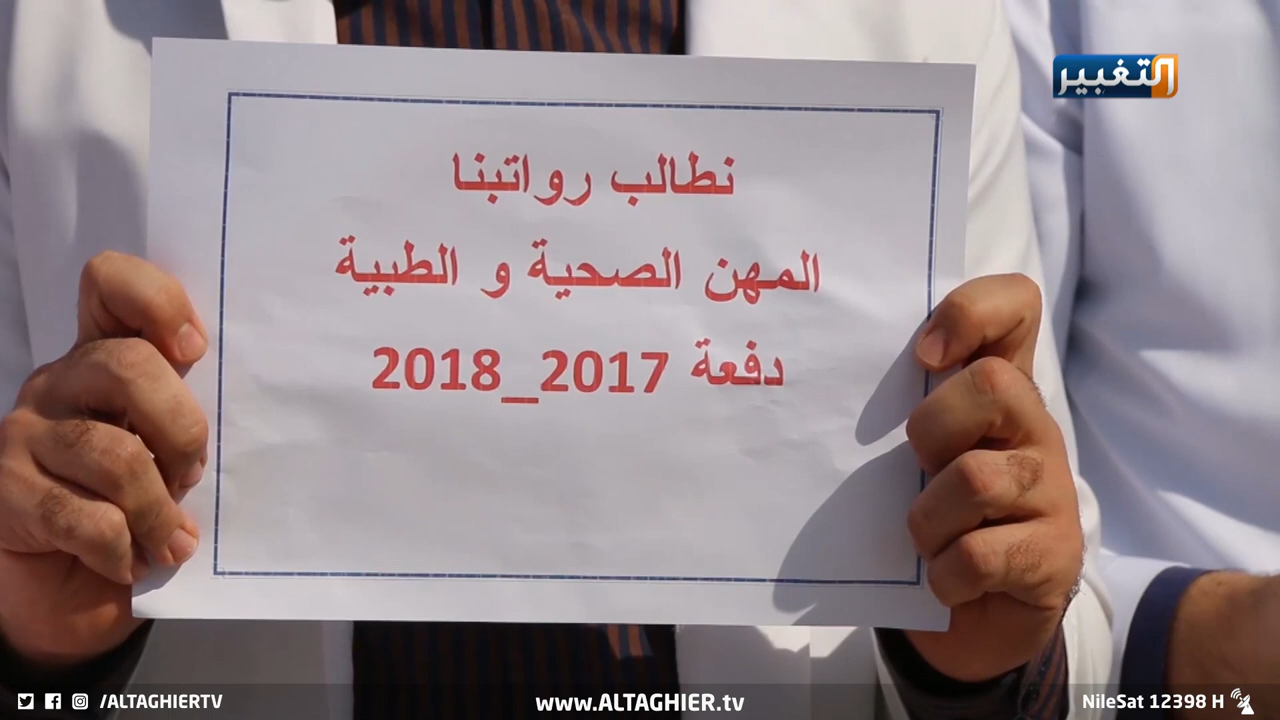 التغيير
نطالب رواتبنا
المهن الصحية و الطبية
دفعة 2017_2018
/ALTAGHIERTV
www.ALTAGHIER.tv
NileSat 12398 H